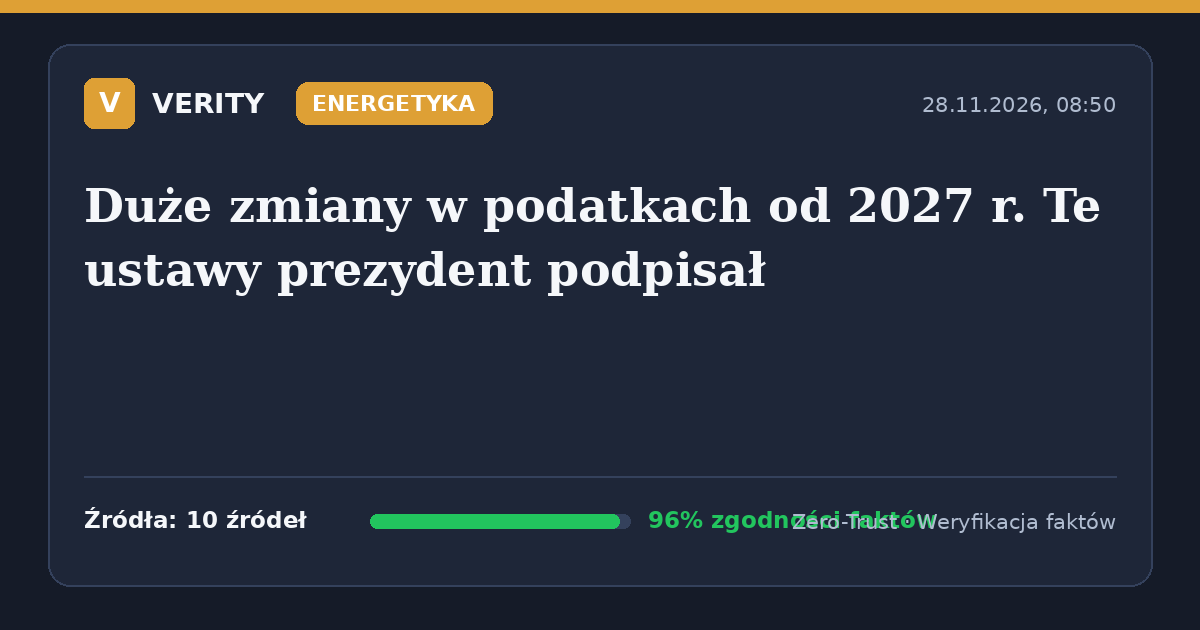 V VERITY ENERGETYKA 28.11.2026, 08:50
Duże zmiany w podatkach od 2027 r. Te
ustawy prezydent podpisał
Źródła: 10 źródeł 96% zgodności faktów Zero-Trust · Weryfikacja faktów